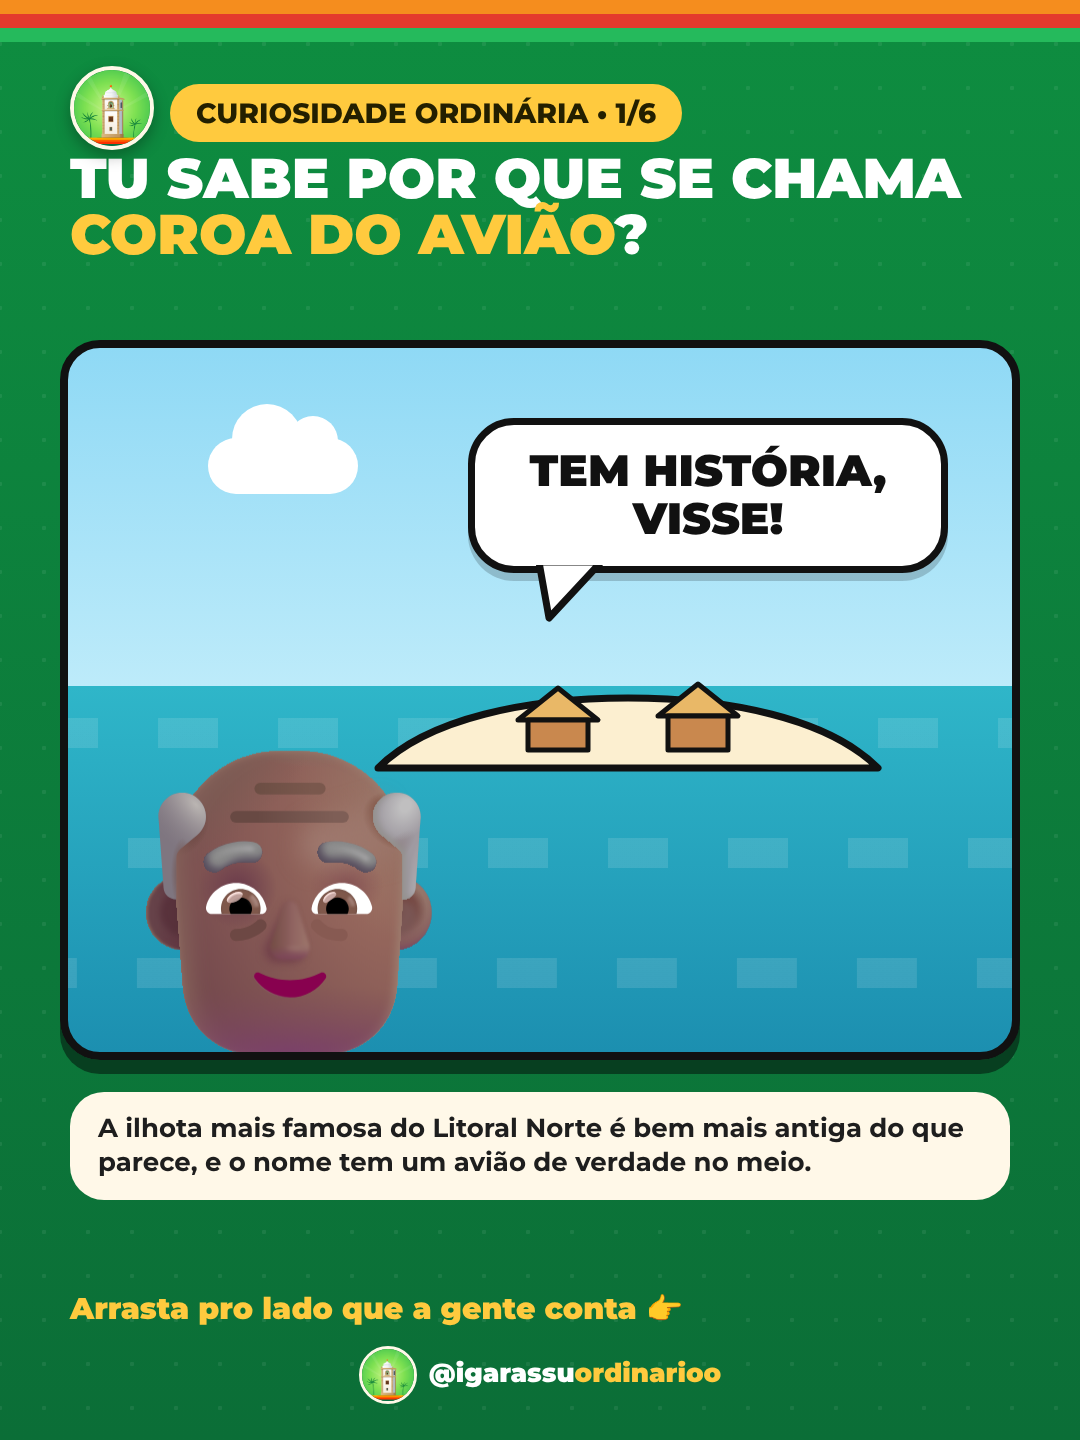 CURIOSIDADE ORDINÁRIA • 1/6
TU SABE POR QUE SE CHAMA
COROA DO AVIÃO?
TEM HISTÓRIA,
VISSE!
A ilhota mais famosa do Litoral Norte é bem mais antiga do que
parece, e o nome tem um avião de verdade no meio.
Arrasta pro lado que a gente conta 👉
@igarassuordinarioo